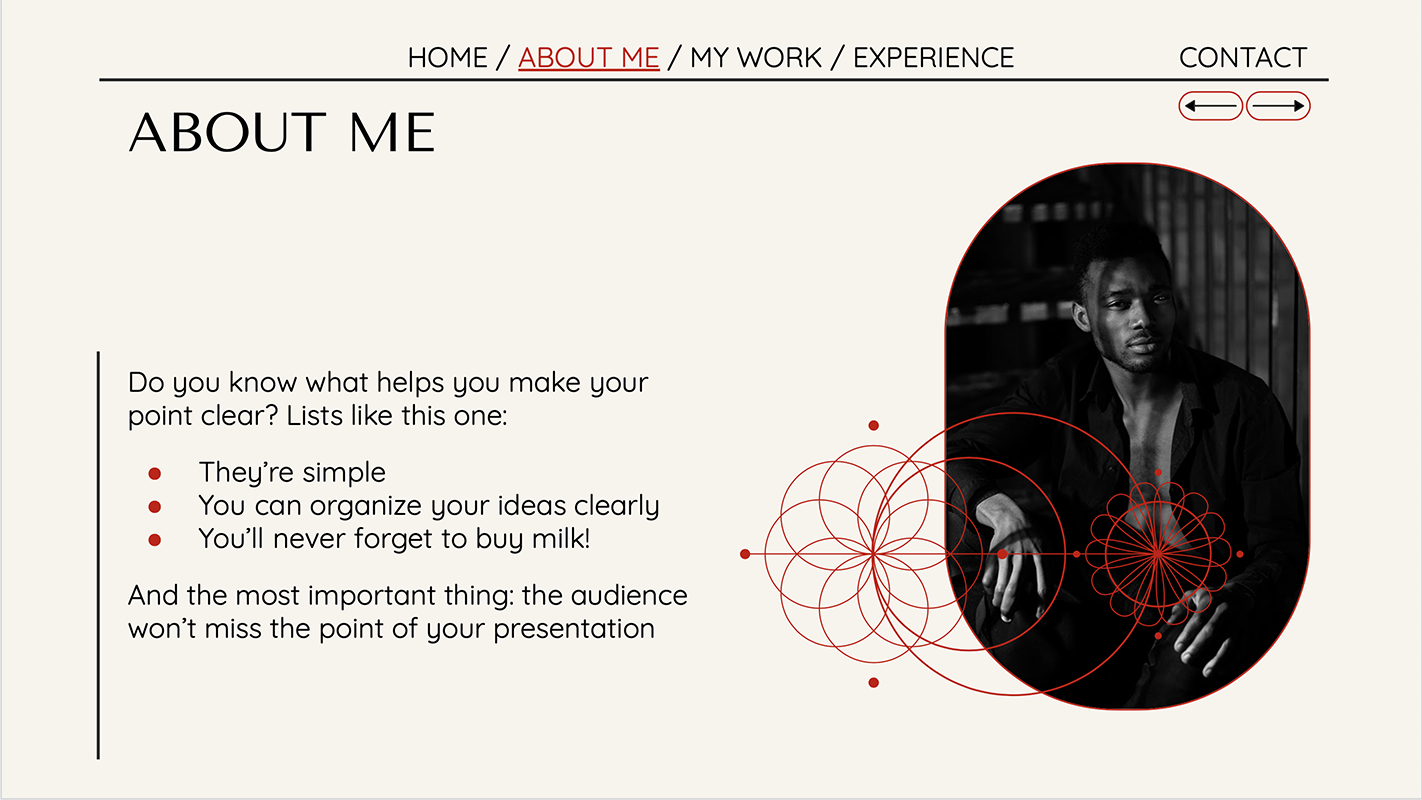 HOME / ABOUT ME / MY WORK / EXPERIENCE CONTACT
ABOUT ME
Do you know what helps you make your
point clear? Lists like this one:
● They’re simple
● You can organize your ideas clearly
● You’ll never forget to buy milk!
And the most important thing: the audience
won’t miss the point of your presentation